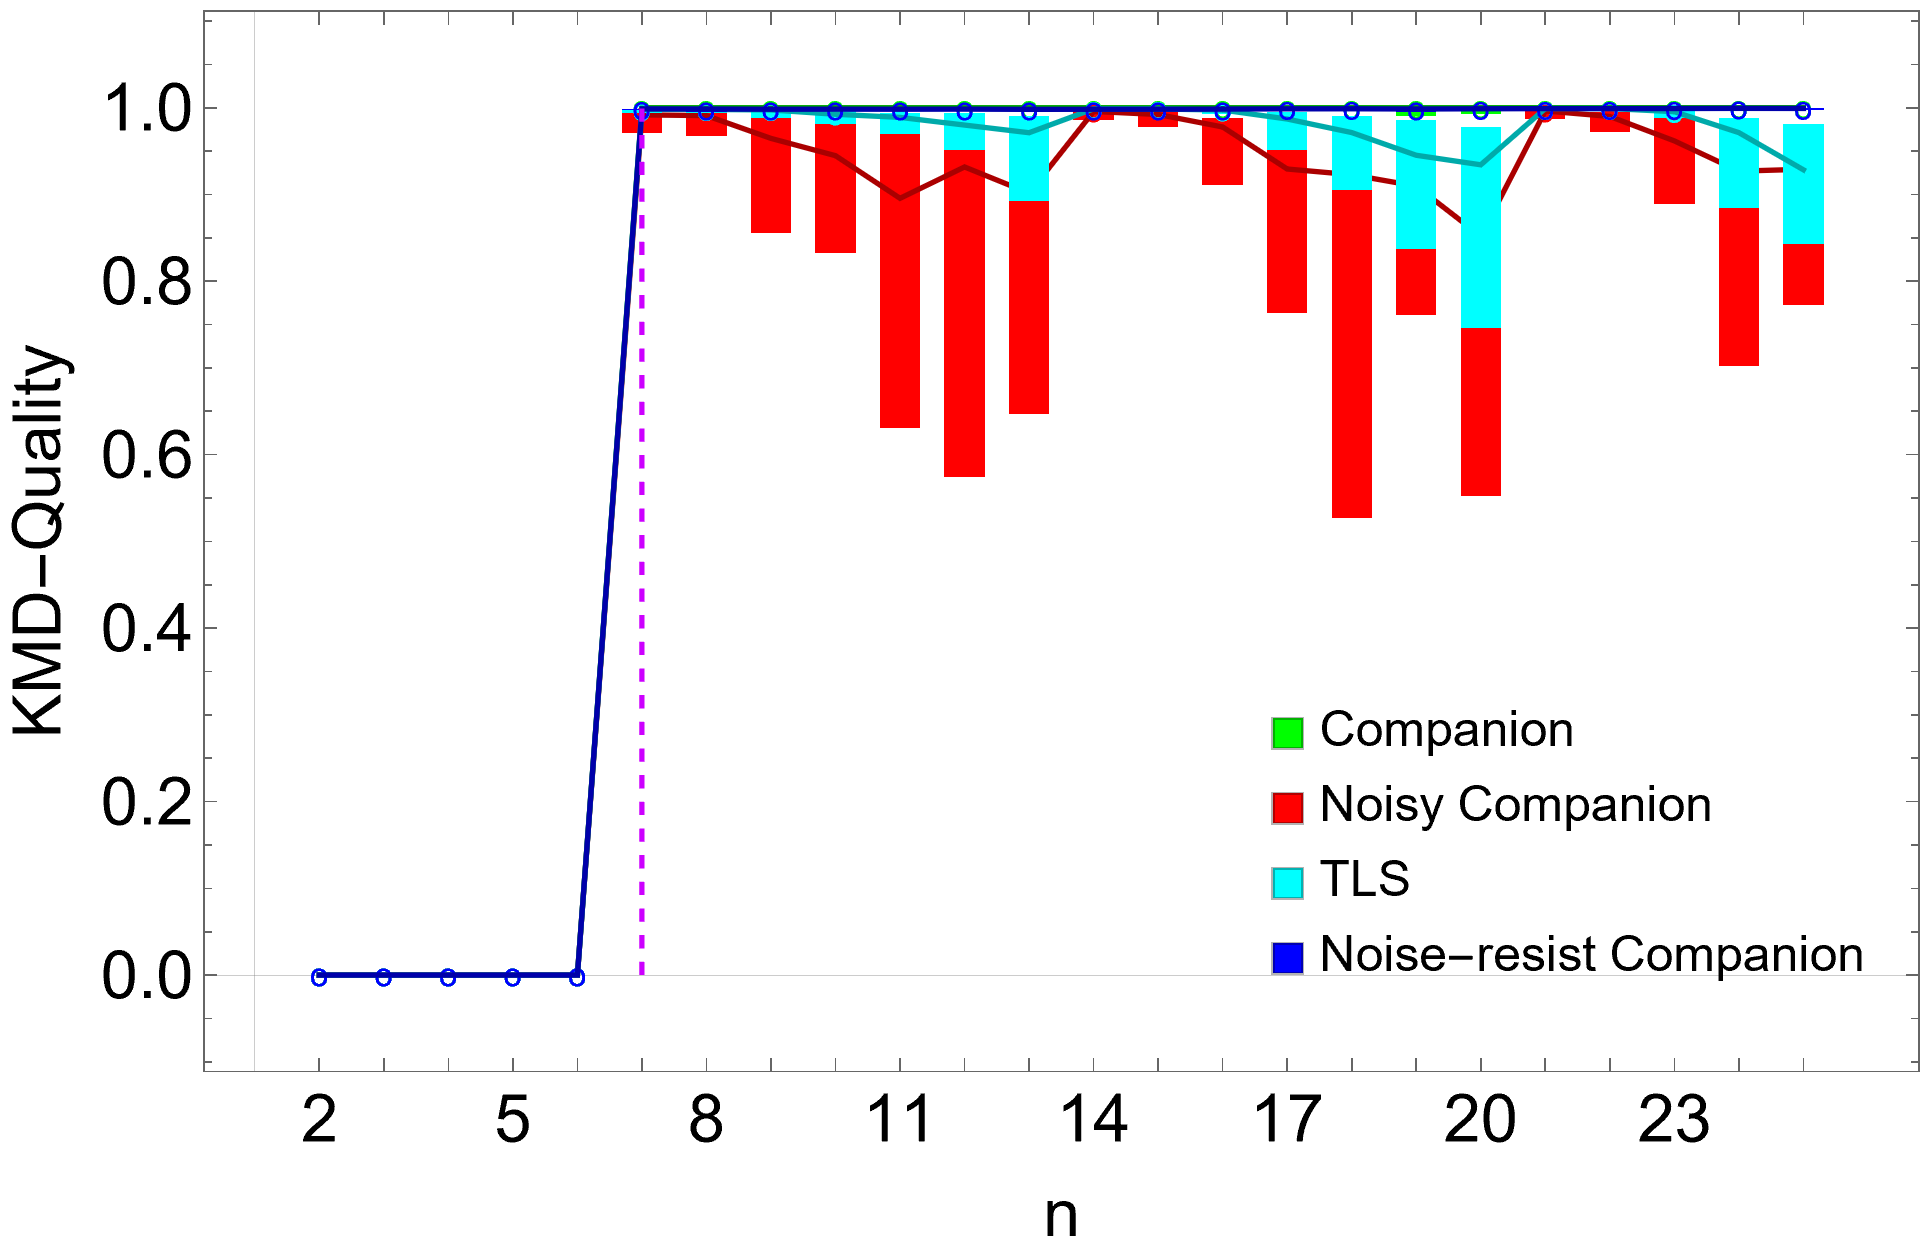 KMD−Quality
1.0
0.8
0.6
0.4
0.2
0.0
Companion
Noisy Companion
TLS
Noise−resist Companion
2 5 8 11 14 17 20 23
n